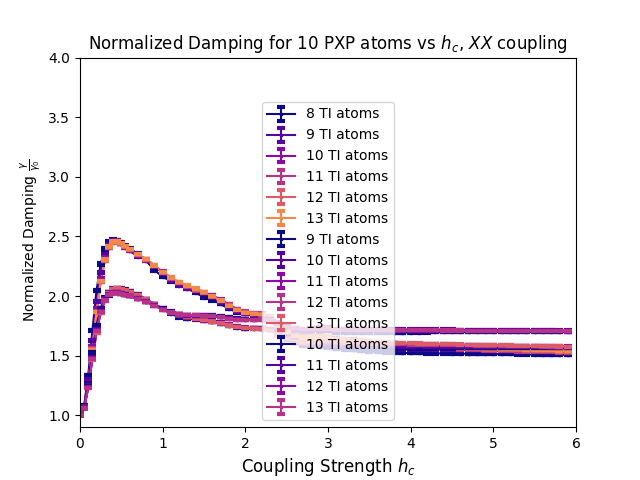 Normalized Damping for 10 PXP atoms vs $h_c$, $XX$ coupling
Normalized Damping $\frac{\gamma}{\gamma_0}$
4.0
3.5
3.0
2.5
2.0
1.5
1.0
8 TI atoms
9 TI atoms
10 TI atoms
11 TI atoms
12 TI atoms
13 TI atoms
9 TI atoms
10 TI atoms
11 TI atoms
12 TI atoms
13 TI atoms
10 TI atoms
11 TI atoms
12 TI atoms
13 TI atoms
0 1 2 3 4 5 6
Coupling Strength $h_c$